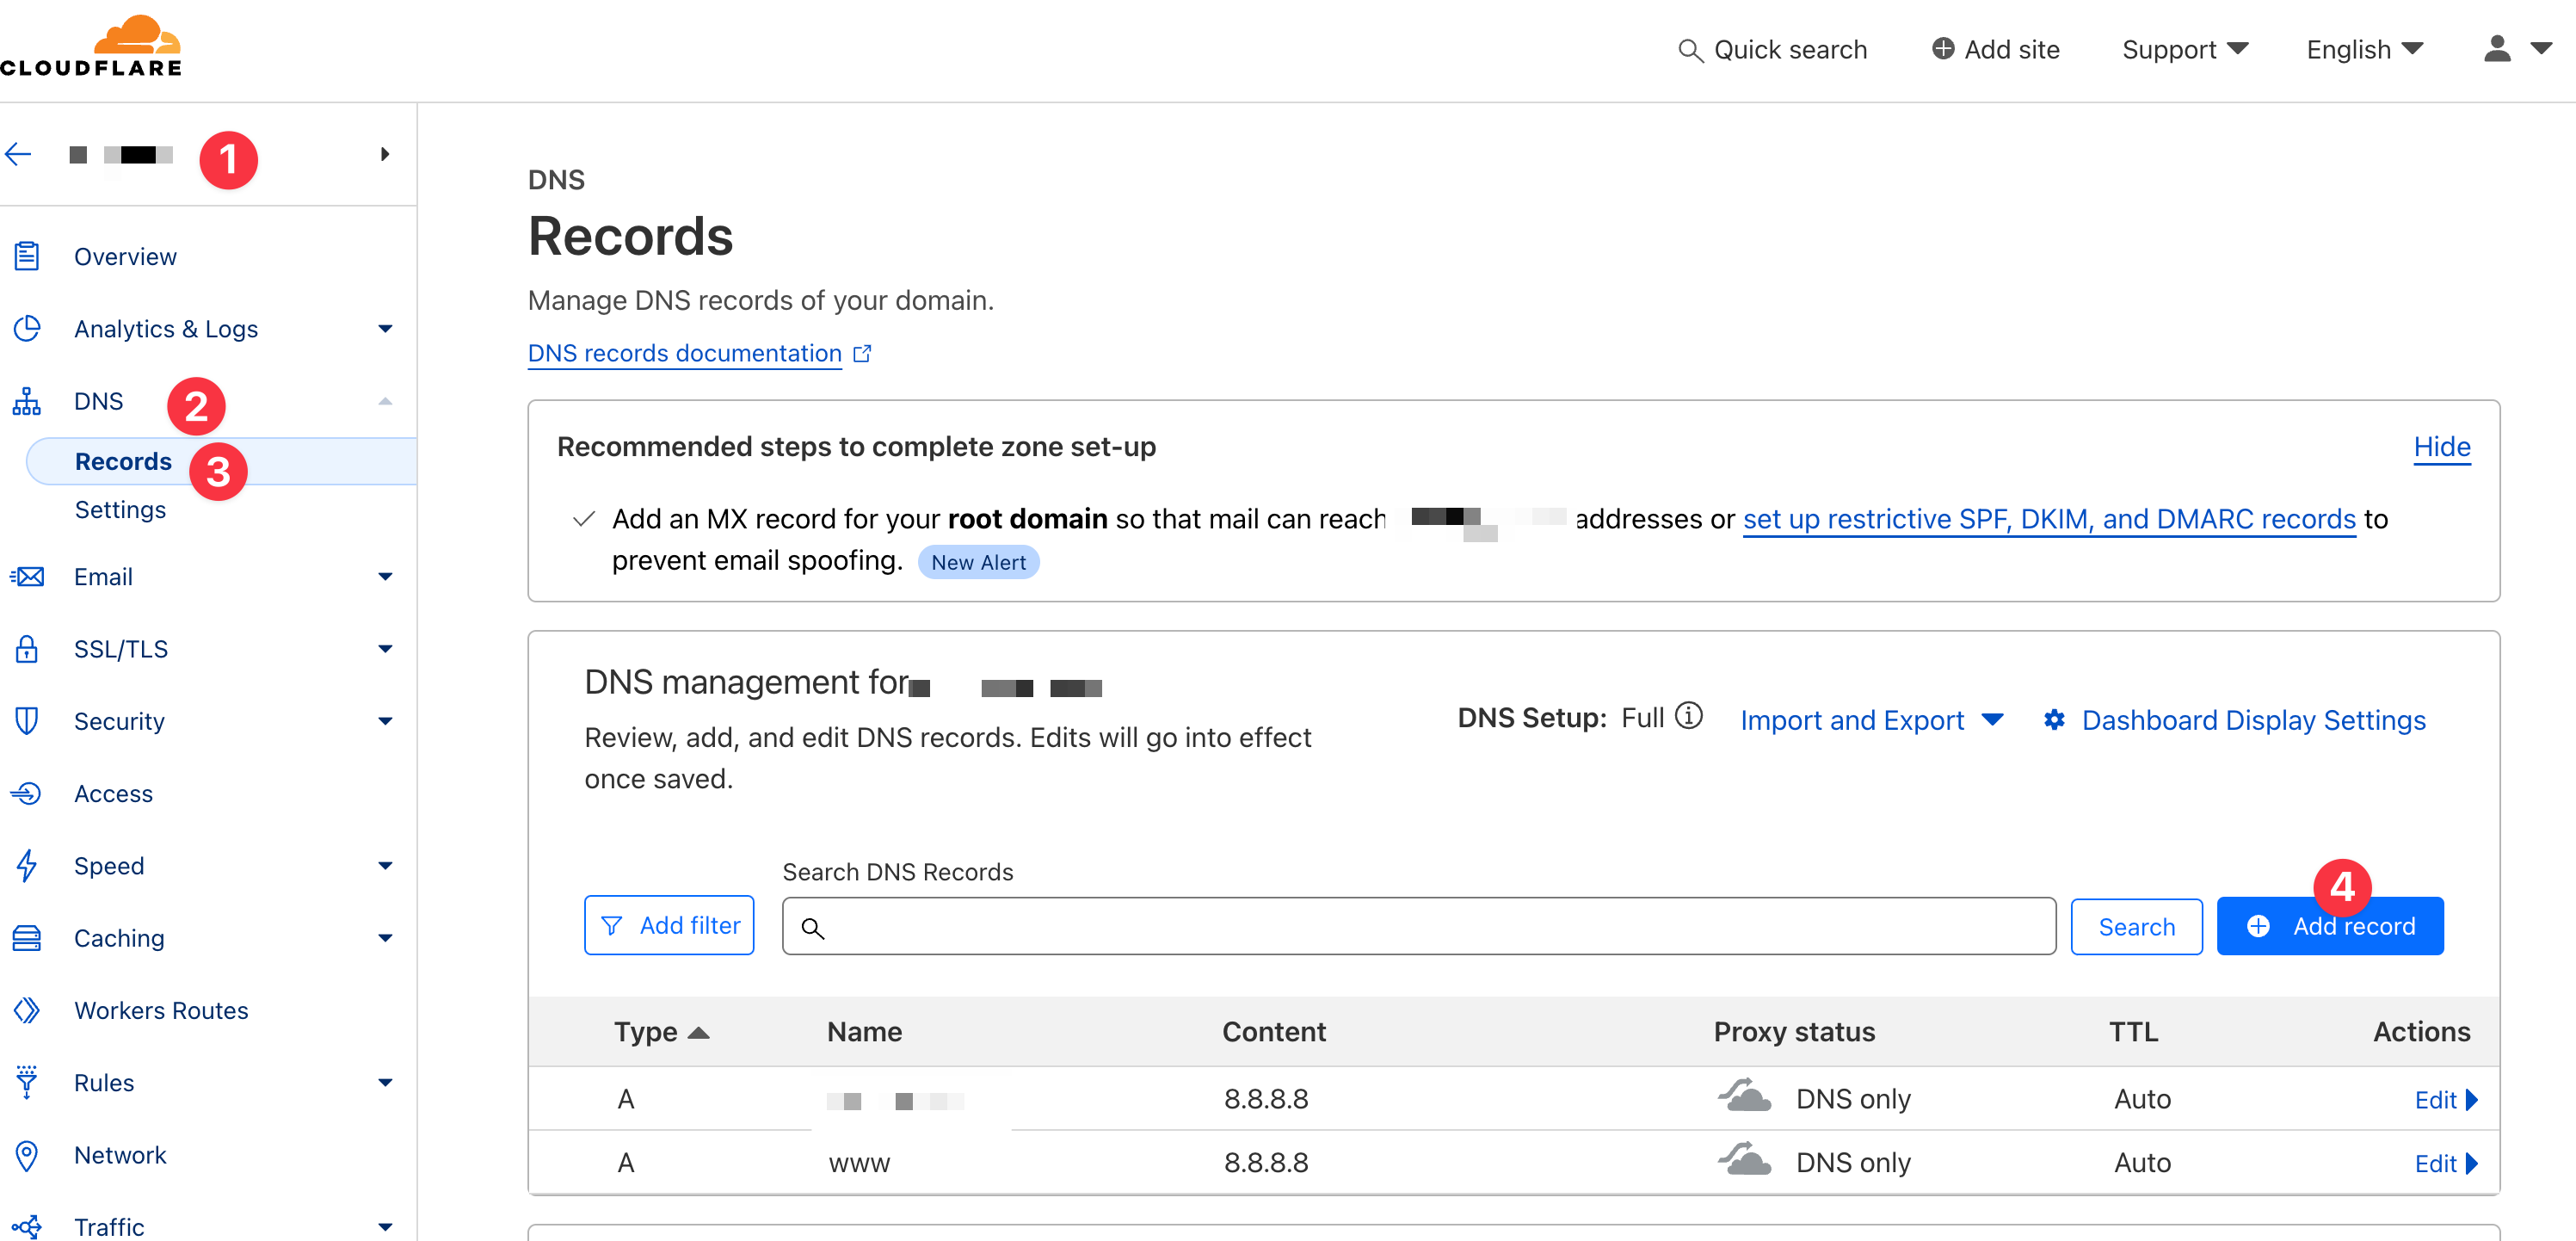 CLOUDFLARE
Quick search
Add site
Support
English
1
Overview
Analytics & Logs
DNS
2
Records
3
Settings
Email
SSL/TLS
Security
Access
Speed
Caching
Workers Routes
Rules
Network
Traffic
DNS
Records
Manage DNS records of your domain.
DNS records documentation
Recommended steps to complete zone set-up
Hide
Add an MX record for your root domain so that mail can reach addresses or set up restrictive SPF, DKIM, and DMARC records to
prevent email spoofing. New Alert
DNS management for
Review, add, and edit DNS records. Edits will go into effect
once saved.
DNS Setup: Full
Import and Export
Dashboard Display Settings
Search DNS Records
Add filter
Search
4
Add record
Type Name Content Proxy status TTL Actions
A 8.8.8.8 DNS only Auto Edit
A www 8.8.8.8 DNS only Auto Edit